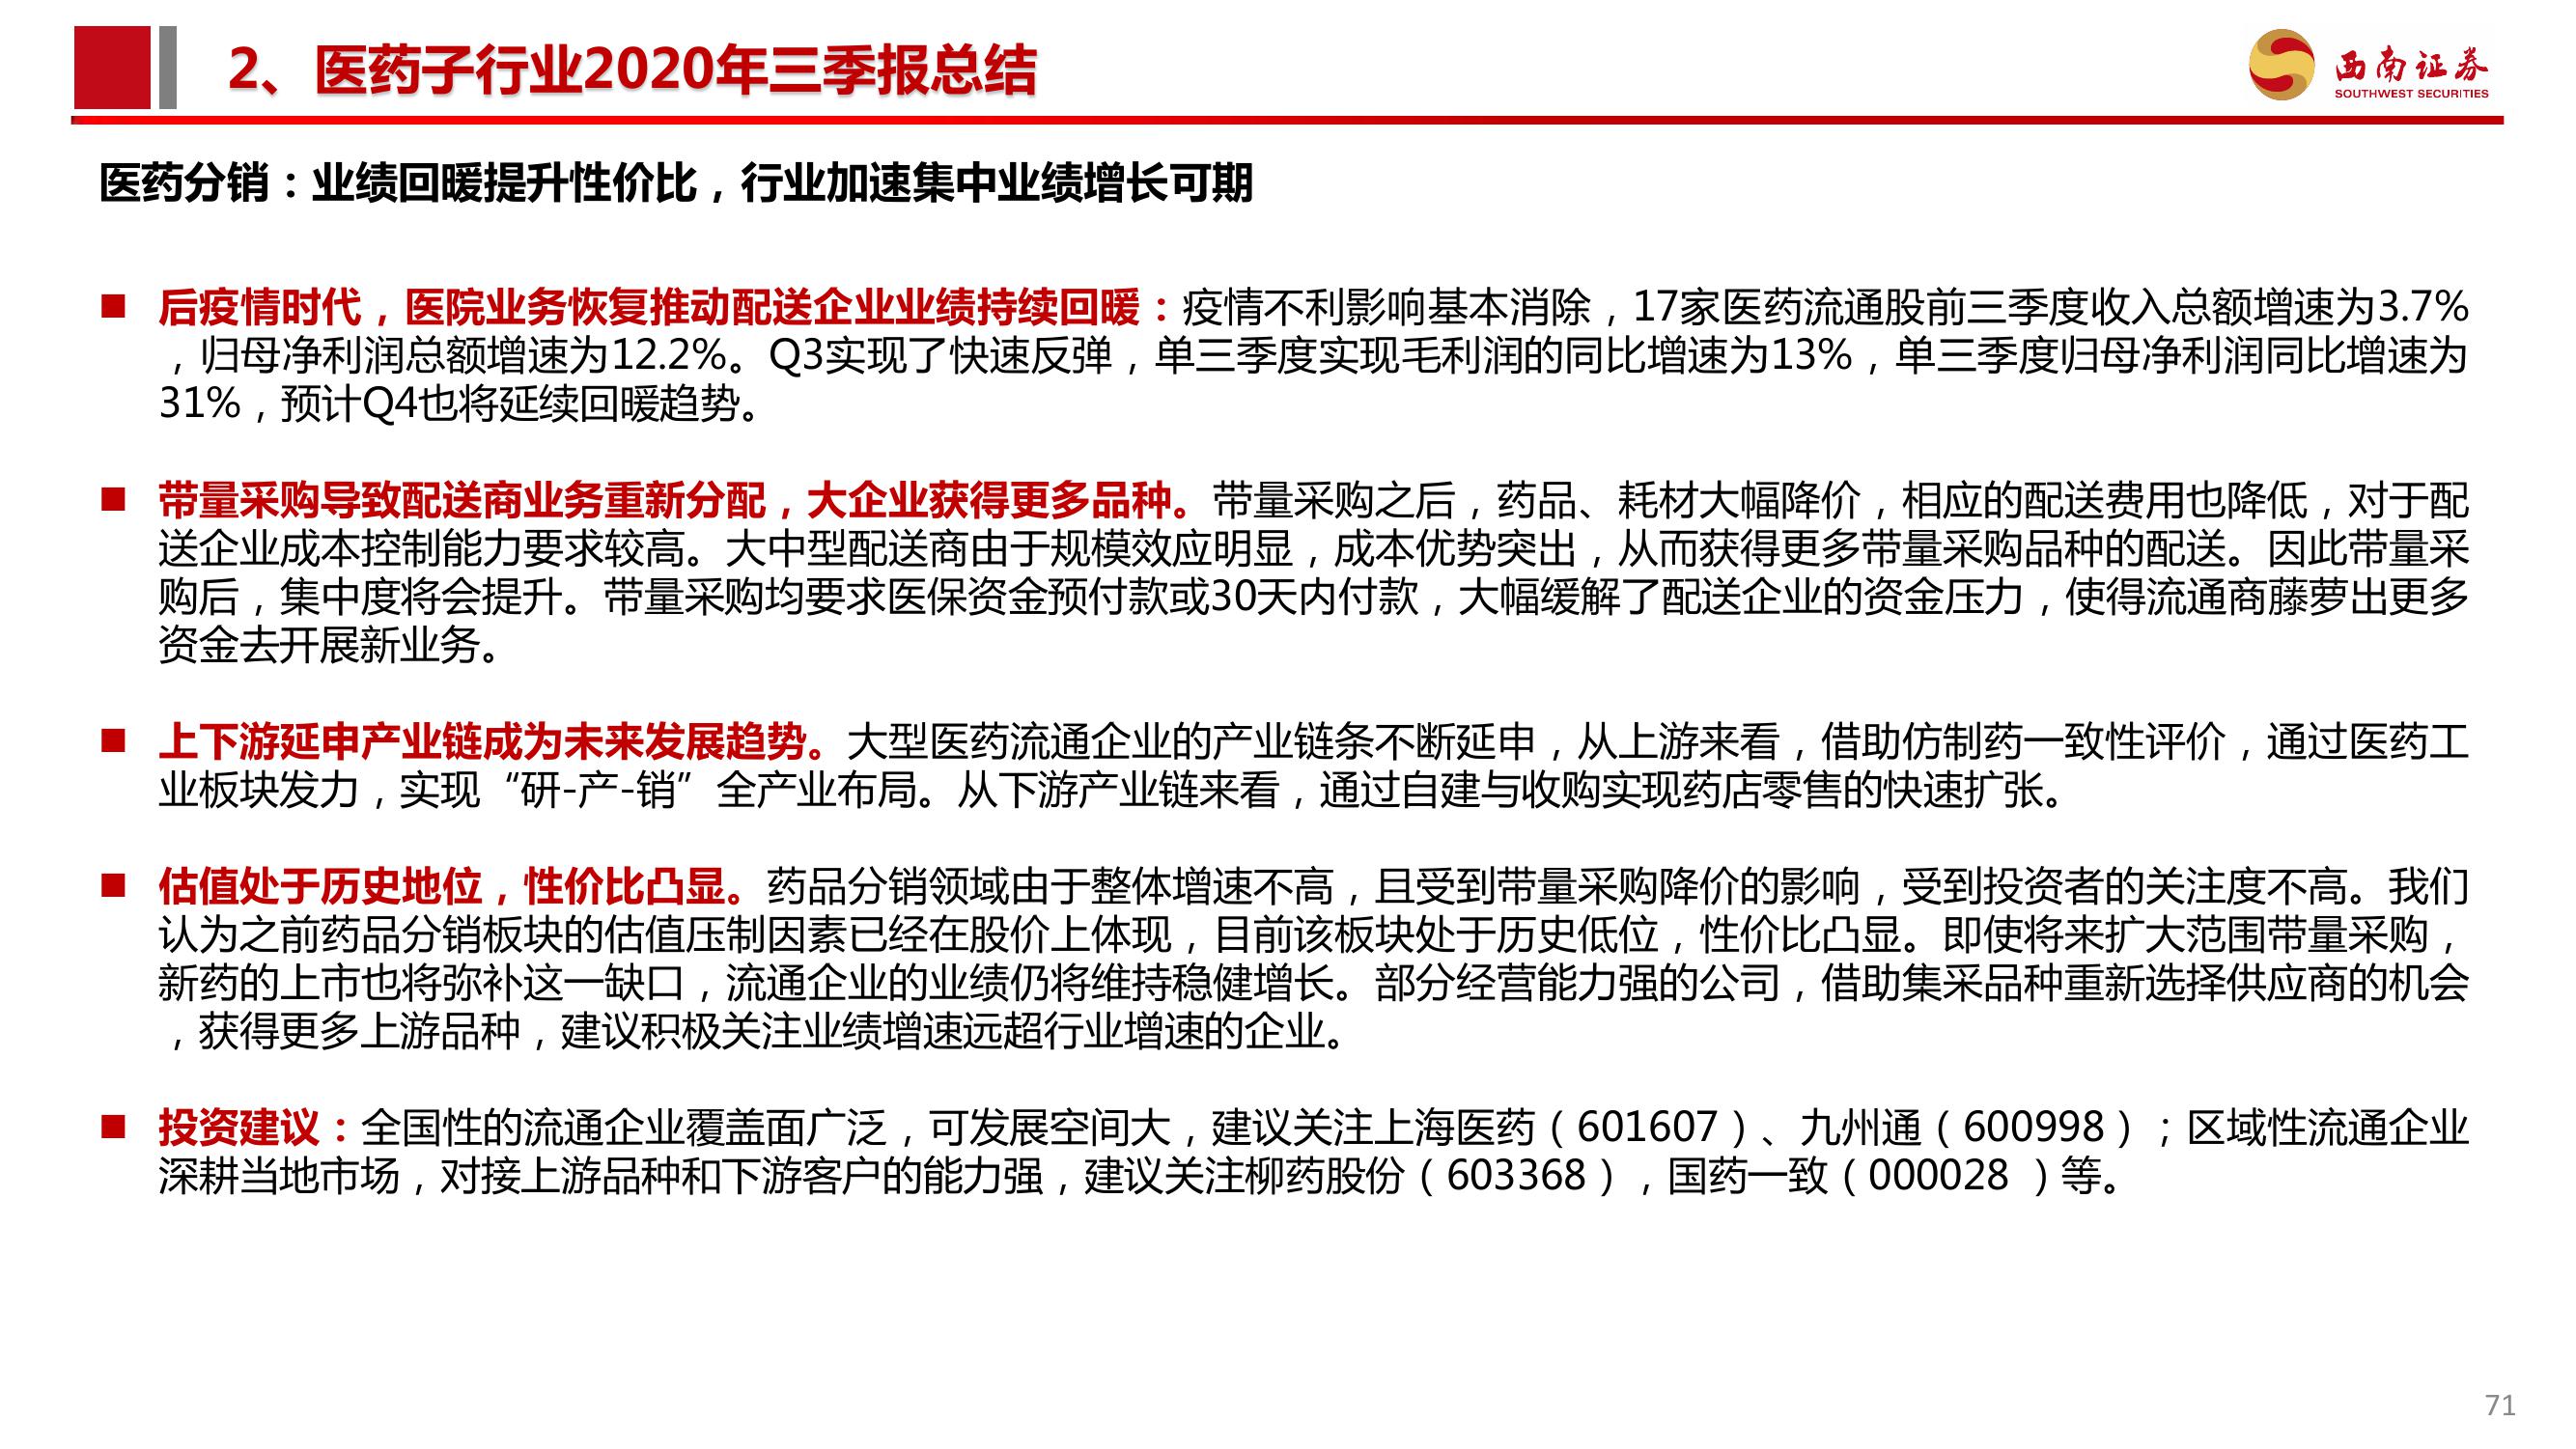 2、医药子行业2020年三季报总结
西南证券
SOUTHWEST SECURITIES
医药分销：业绩回暖提升性价比，行业加速集中业绩增长可期
■ 后疫情时代，医院业务恢复推动配送企业业绩持续回暖：疫情不利影响基本消除，17家医药流通股前三季度收入总额增速为3.7%
，归母净利润总额增速为12.2%。Q3实现了快速反弹，单三季度实现毛利润的同比增速为13%，单三季度归母净利润同比增速为
31%，预计Q4也将延续回暖趋势。
■ 带量采购导致配送商业务重新分配，大企业获得更多品种。带量采购之后，药品、耗材大幅降价，相应的配送费用也降低，对于配
送企业成本控制能力要求较高。大中型配送商由于规模效应明显，成本优势突出，从而获得更多带量采购品种的配送。因此带量采
购后，集中度将会提升。带量采购均要求医保资金预付款或30天内付款，大幅缓解了配送企业的资金压力，使得流通商藤萝出更多
资金去开展新业务。
■ 上下游延申产业链成为未来发展趋势。大型医药流通企业的产业链条不断延申，从上游来看，借助仿制药一致性评价，通过医药工
业板块发力，实现“研-产-销”全产业布局。从下游产业链来看，通过自建与收购实现药店零售的快速扩张。
■ 估值处于历史地位，性价比凸显。药品分销领域由于整体增速不高，且受到带量采购降价的影响，受到投资者的关注度不高。我们
认为之前药品分销板块的估值压制因素已经在股价上体现，目前该板块处于历史低位，性价比凸显。即使将来扩大范围带量采购，
新药的上市也将弥补这一缺口，流通企业的业绩仍将维持稳健增长。部分经营能力强的公司，借助集采品种重新选择供应商的机会
，获得更多上游品种，建议积极关注业绩增速远超行业增速的企业。
■ 投资建议：全国性的流通企业覆盖面广泛，可发展空间大，建议关注上海医药（601607）、九州通（600998）；区域性流通企业
深耕当地市场，对接上游品种和下游客户的能力强，建议关注柳药股份（603368），国药一致（000028 ）等。
71